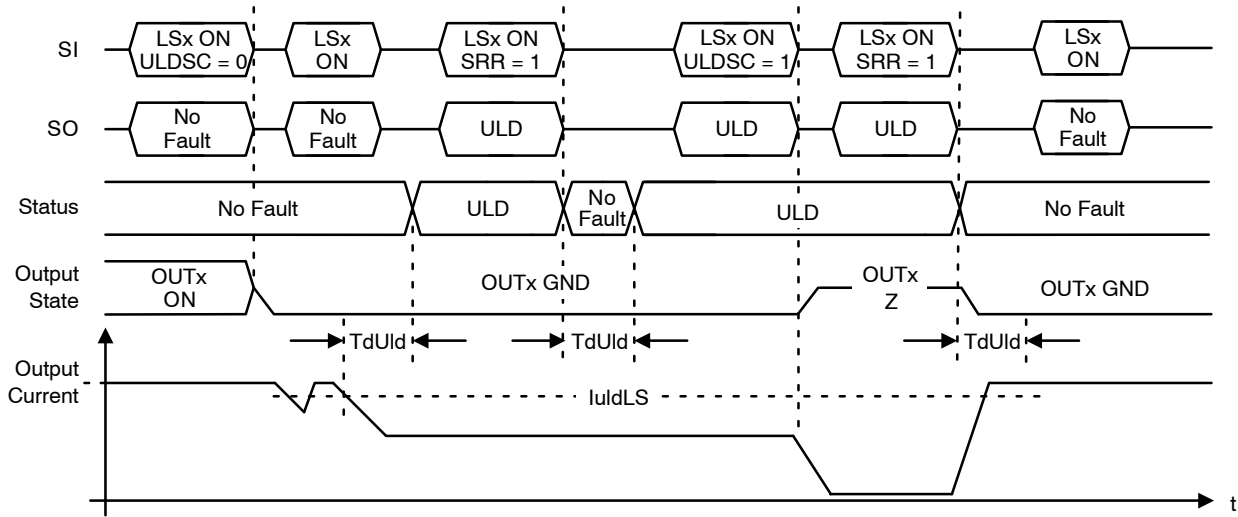 SI
LSx ON
ULDSC = 0
LSx
ON
LSx ON
SRR = 1
LSx ON
ULDSC = 1
LSx ON
SRR = 1
LSx
ON
SO
No
Fault
No
Fault
ULD
ULD
ULD
No
Fault
Status
No Fault
ULD
No
Fault
ULD
No Fault
Output
State
OUTx
ON
OUTx GND
OUTx
Z
OUTx GND
TdUld
TdUld
TdUld
Output
Current
IuldLS
t